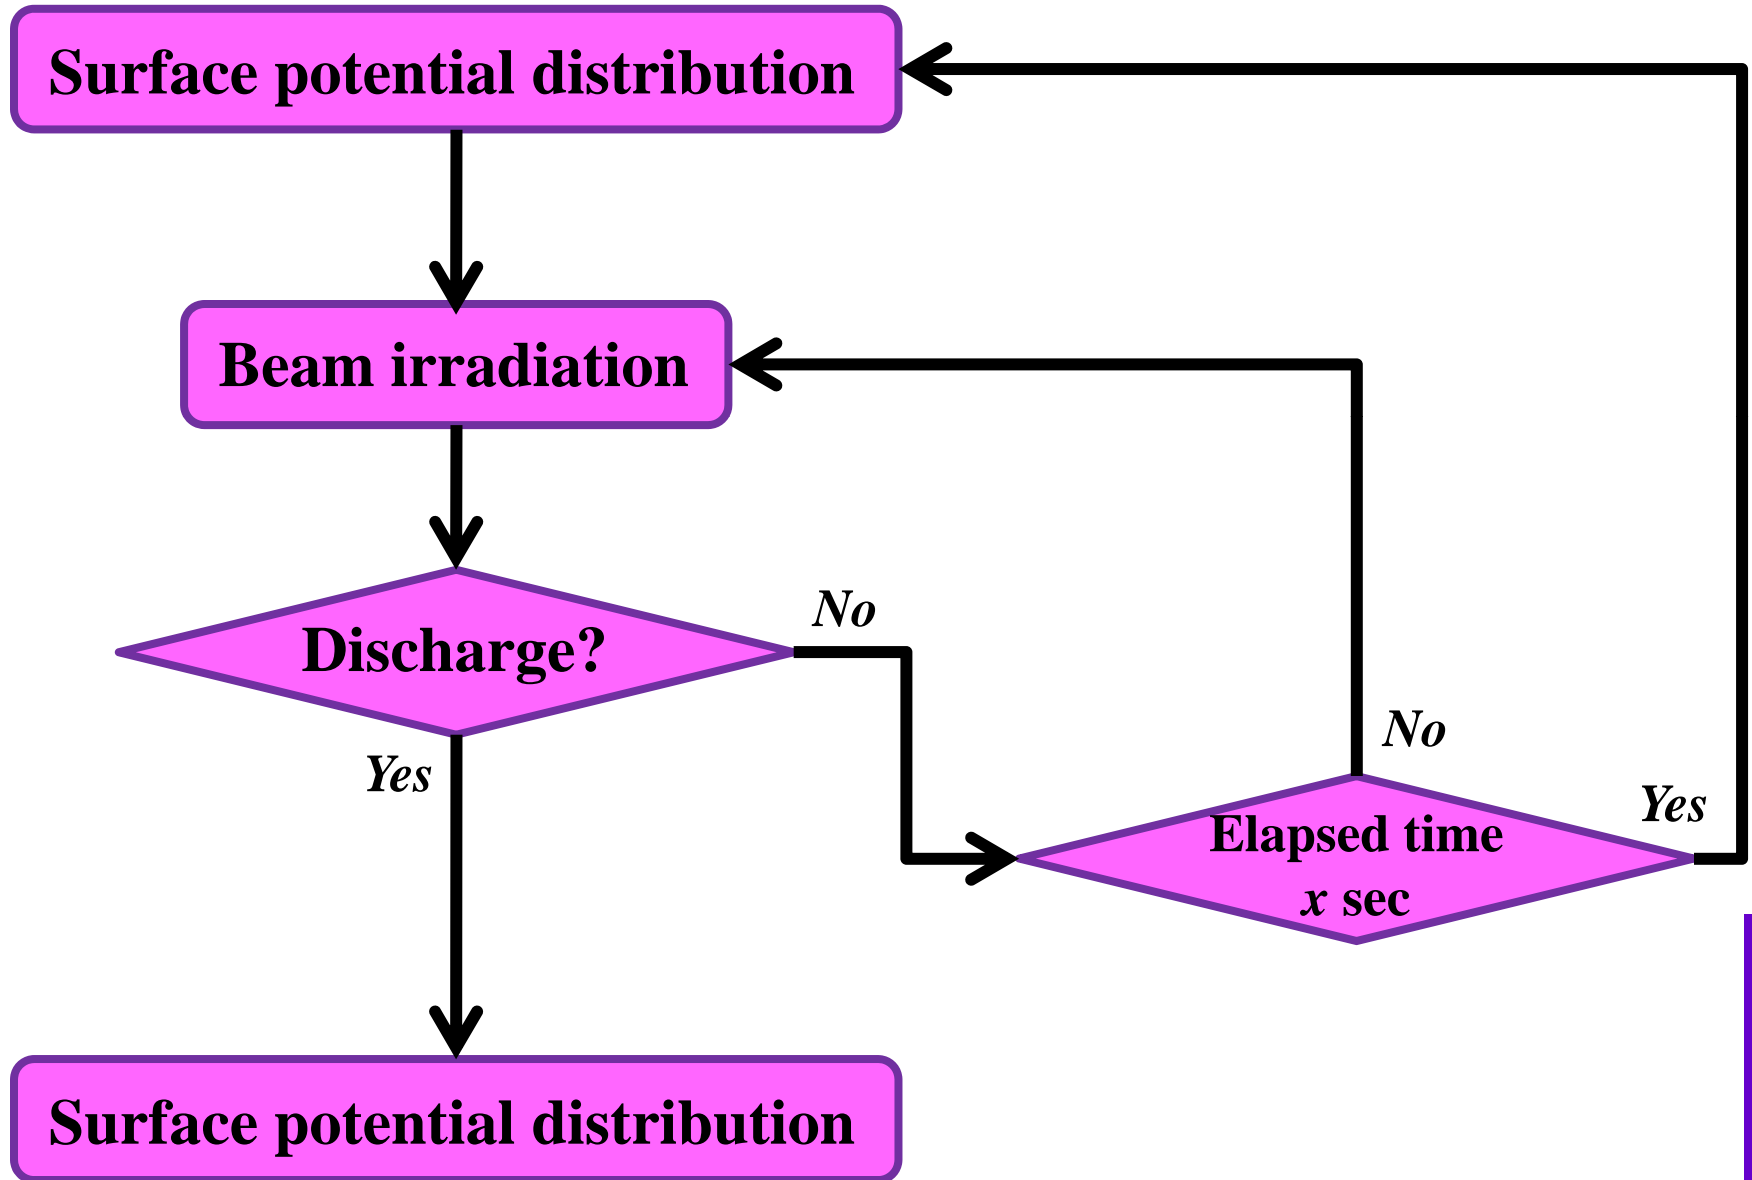 Surface potential distribution
Beam irradiation
Discharge?
No
Yes
No
Yes
Elapsed time
x sec
Surface potential distribution